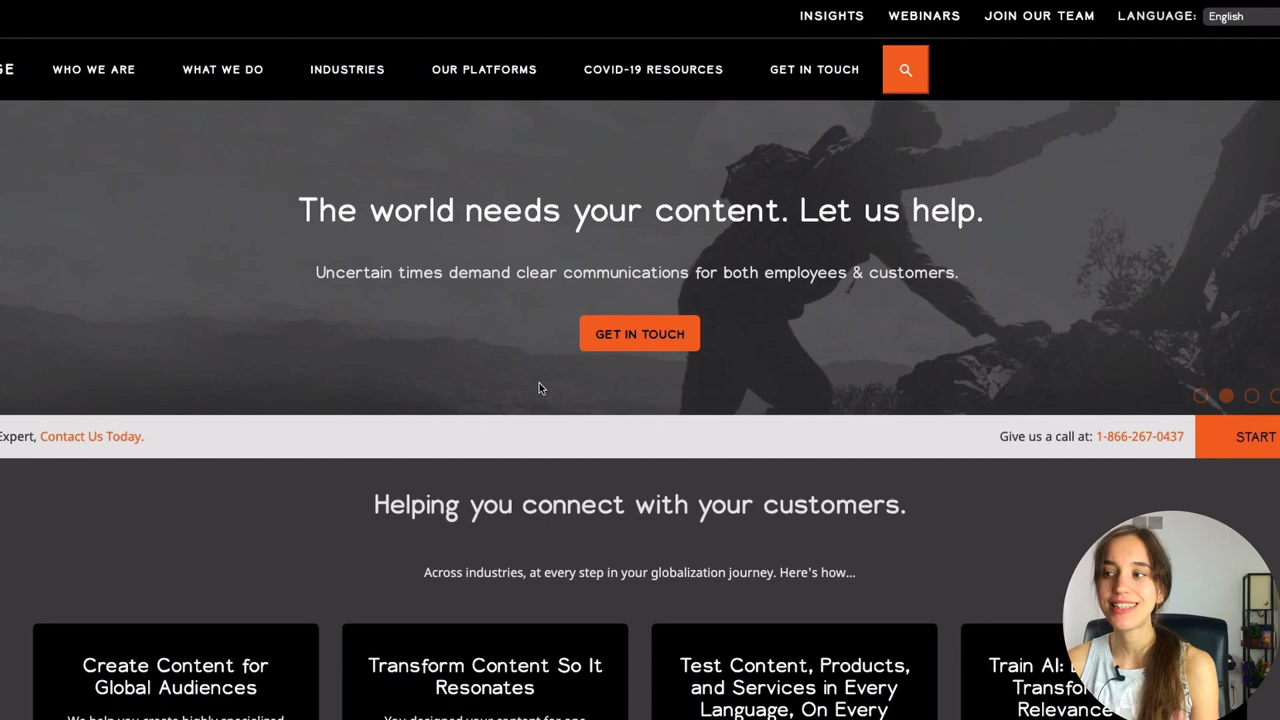 INSIGHTS WEBINARS JOIN OUR TEAM LANGUAGE: English
GE WHO WE ARE WHAT WE DO INDUSTRIES OUR PLATFORMS COVID-19 RESOURCES GET IN TOUCH
The world needs your content. Let us help.
Uncertain times demand clear communications for both employees & customers.
GET IN TOUCH
Expert, Contact Us Today.
Give us a call at: 1-866-267-0437
START
Helping you connect with your customers.
Across industries, at every step in your globalization journey. Here's how...
Create Content for
Global Audiences
We help you create highly specialized
Transform Content So It
Resonates
You designed your content for one
Test Content, Products,
and Services in Every
Language, On Every
Train AI:
Relevance